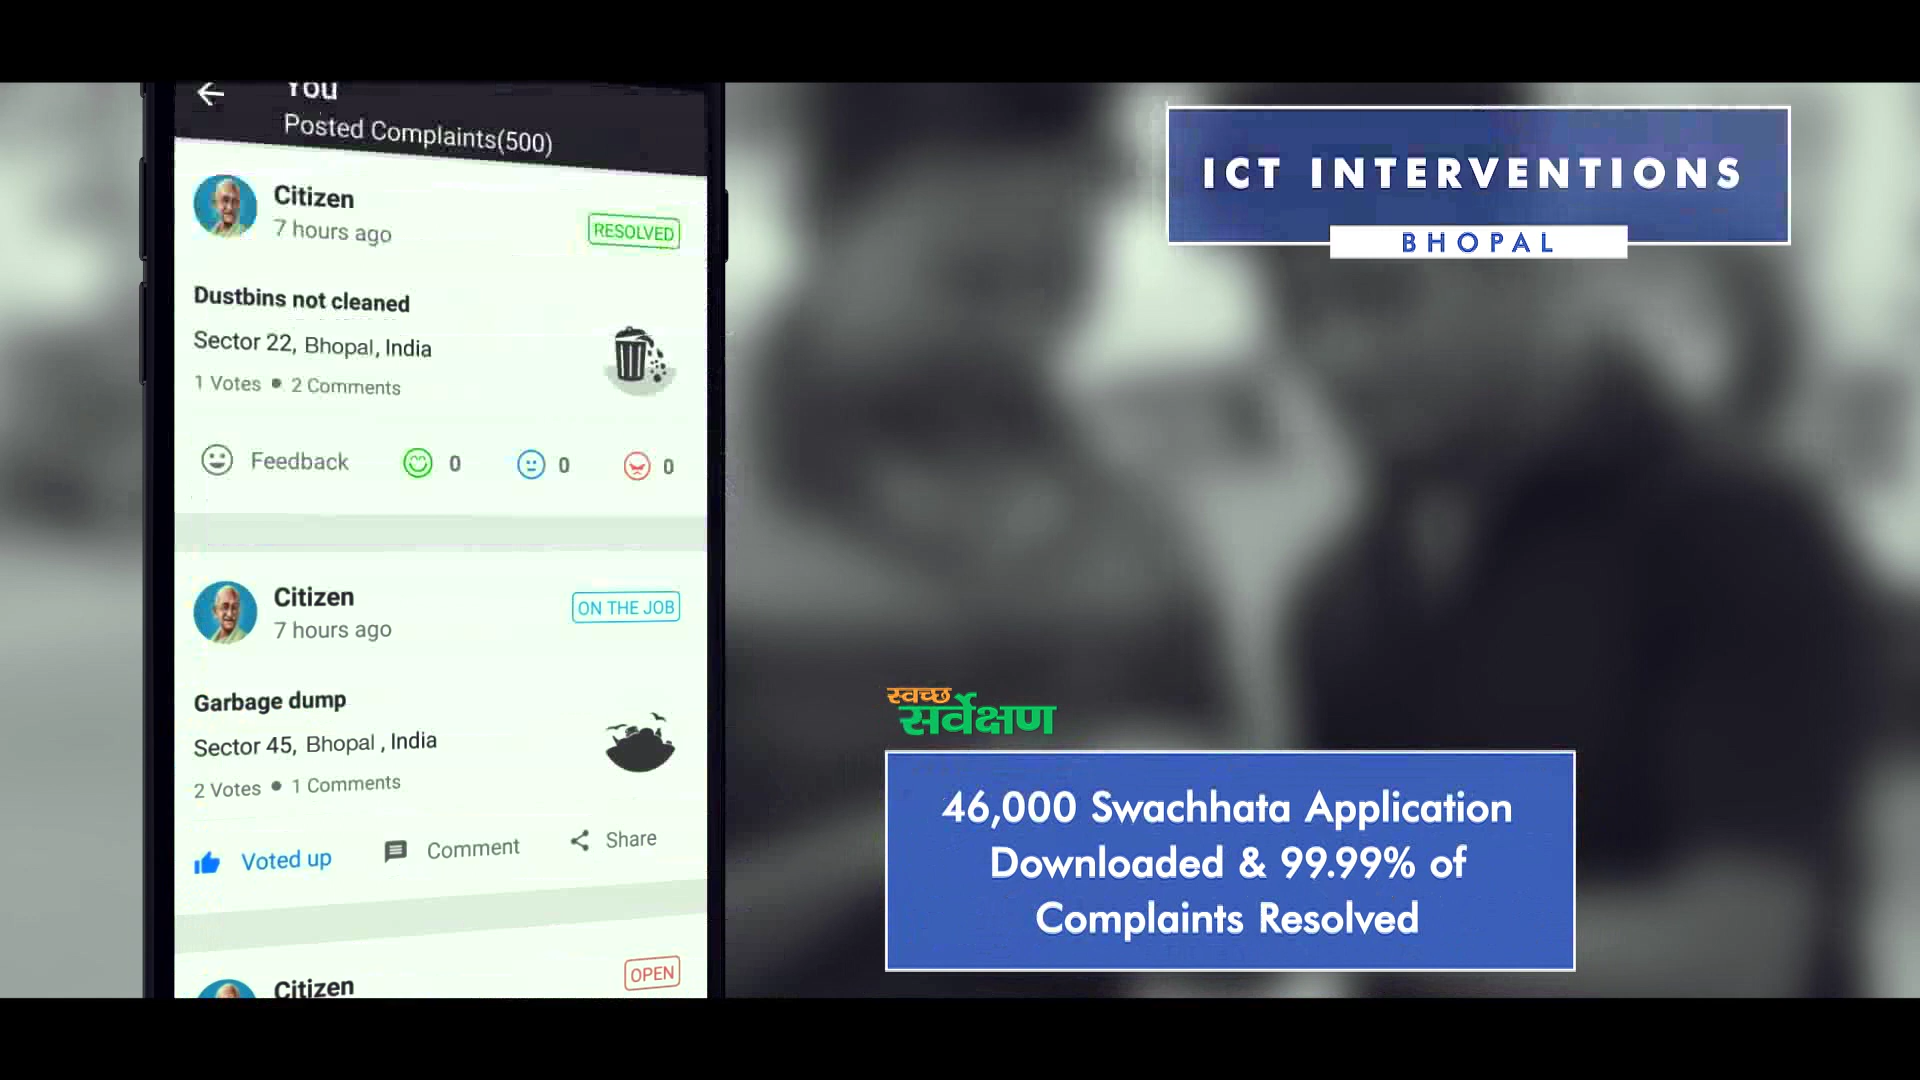 You
Posted Complaints(500)
Citizen
7 hours ago
RESOLVED
Dustbins not cleaned
Sector 22, Bhopal, India
1 Votes • 2 Comments
Feedback 0 0 0
Citizen
7 hours ago
ON THE JOB
Garbage dump
Sector 45, Bhopal , India
2 Votes • 1 Comments
Voted up Comment Share
Citizen
OPEN
ICT INTERVENTIONS
BHOPAL
स्वच्छ
सर्वेक्षण
46,000 Swachhata Application
Downloaded & 99.99% of
Complaints Resolved